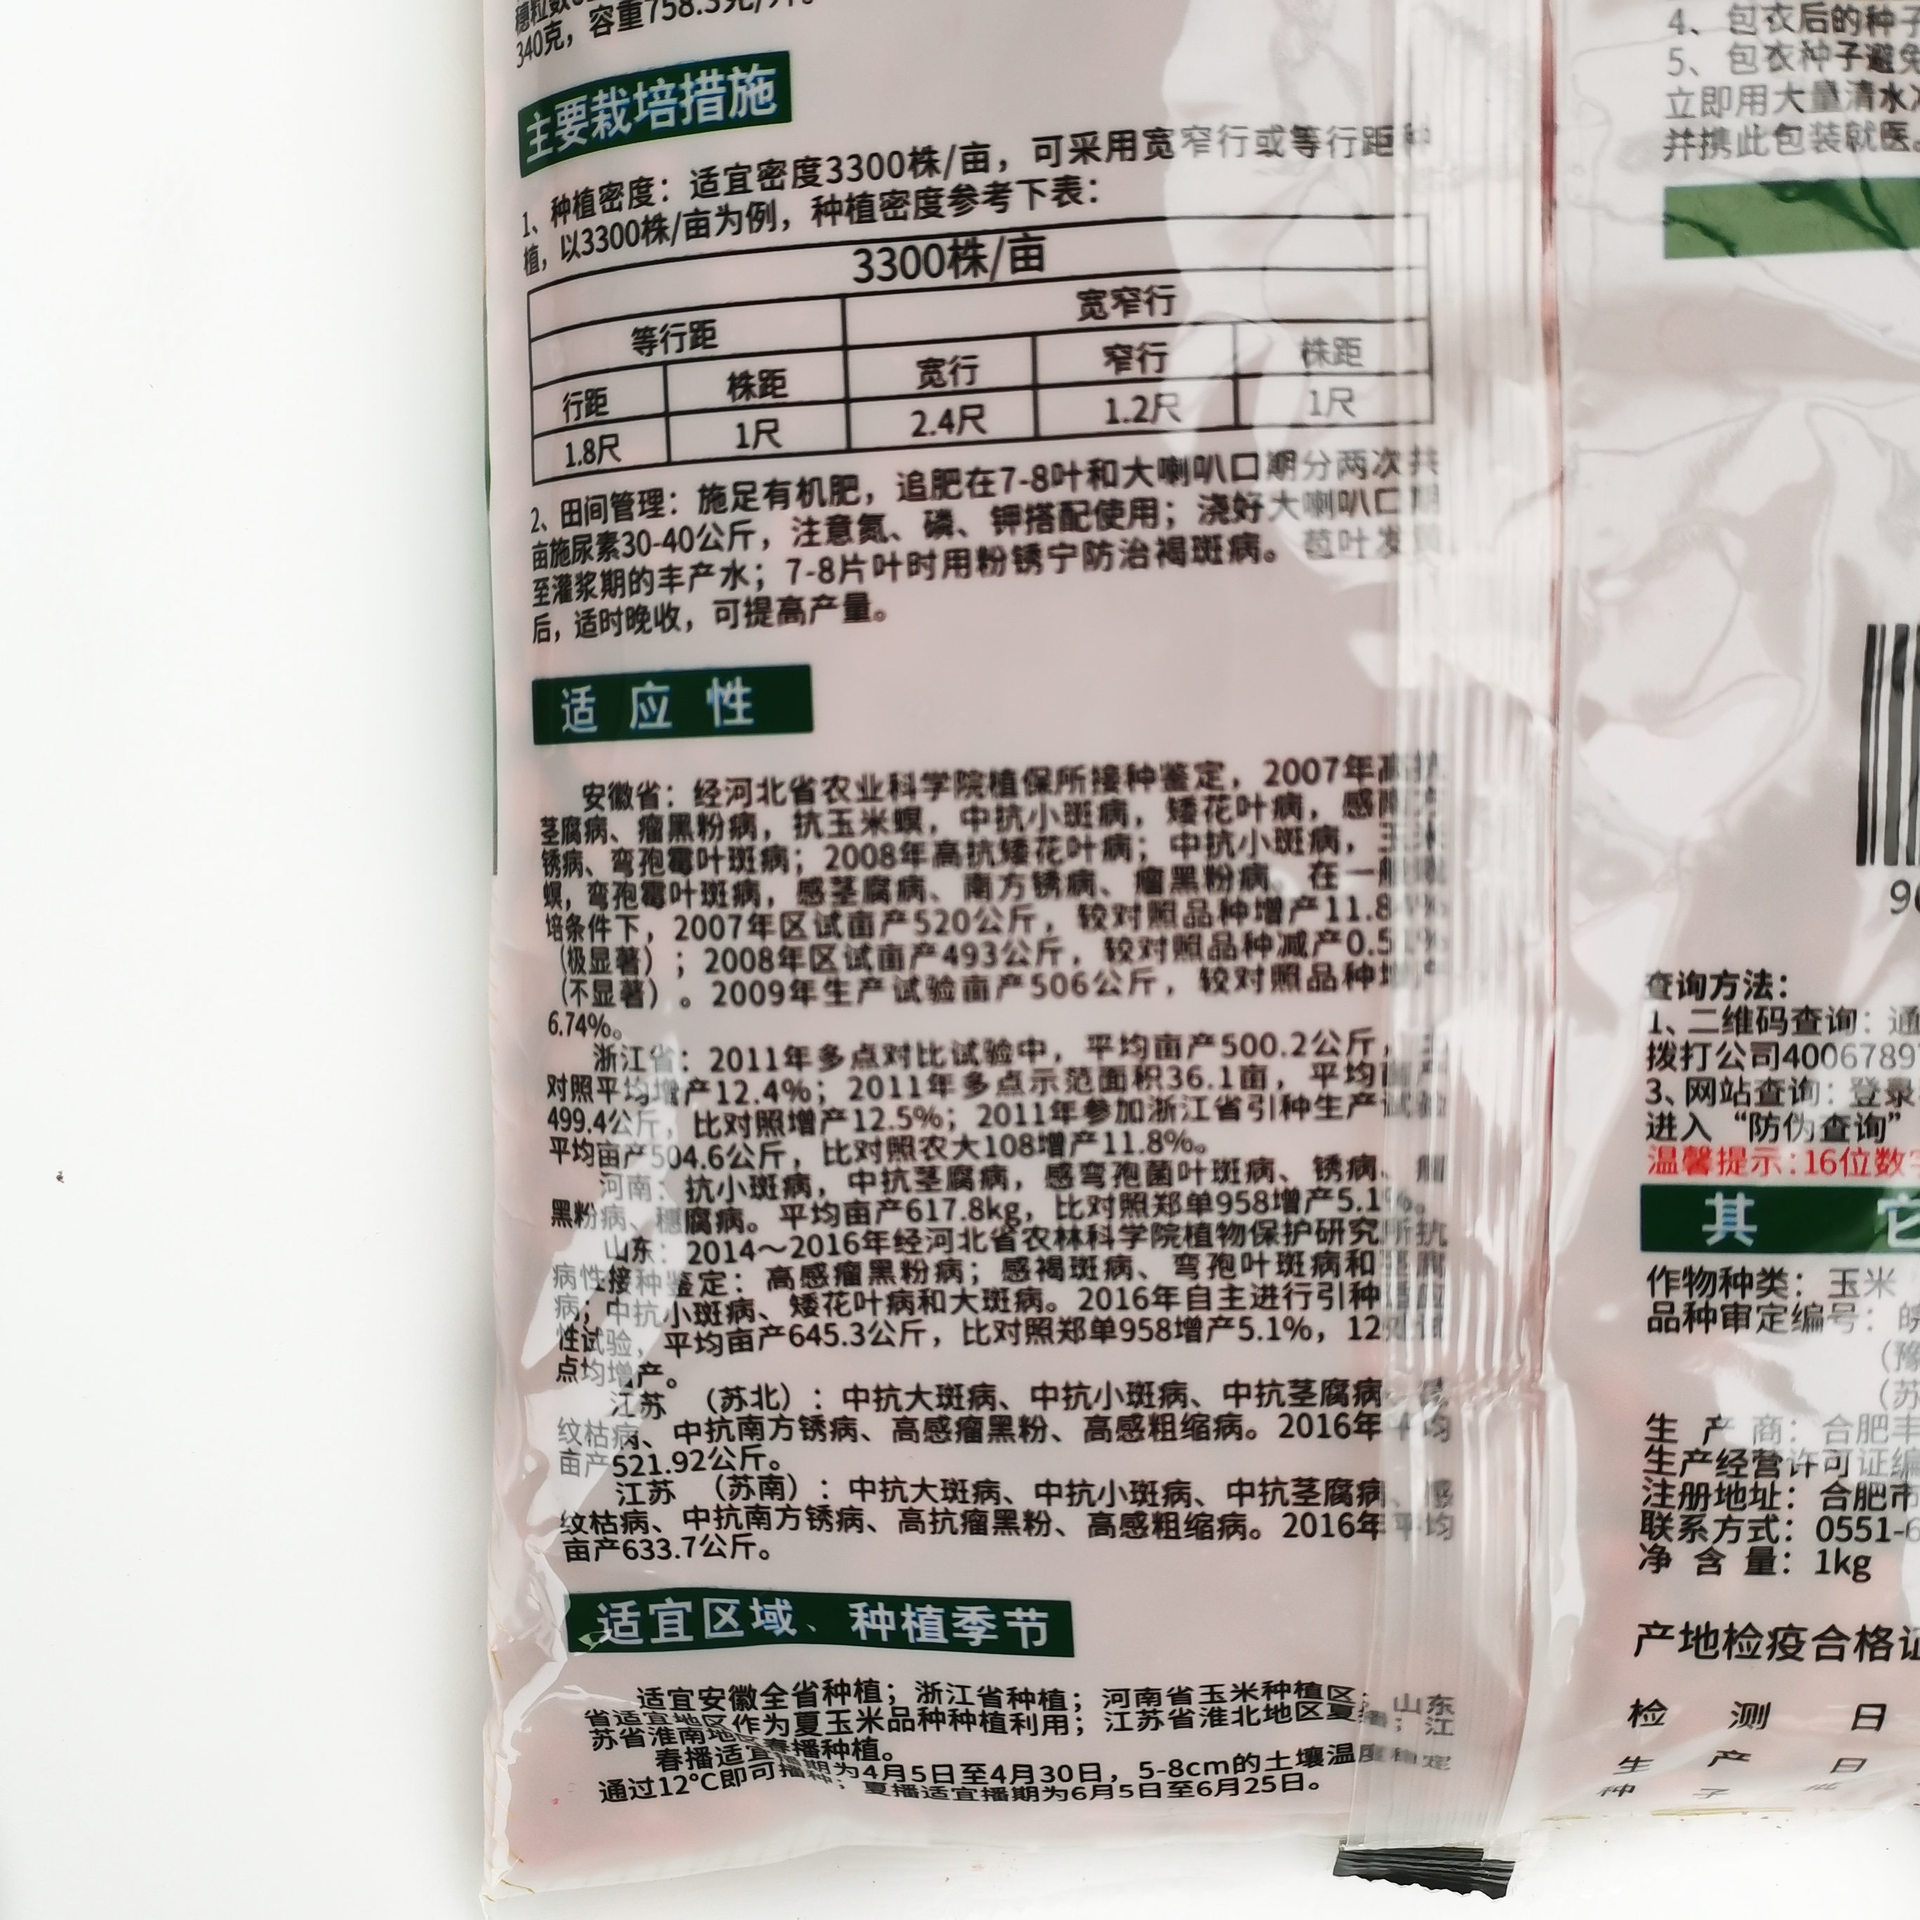 340克，容重758.3克/升。
主要栽培措施
1、种植密度：适宜密度3300株/亩，可采用宽窄行或等行距种
植，以3300株/亩为例，种植密度参考下表：
3300株/亩
等行距 宽窄行
行距 株距 宽行 窄行 株距
1.8尺 1尺 2.4尺 1.2尺 1尺
2、田间管理：施足有机肥，追肥在7-8叶和大喇叭口期分两次共
亩施尿素30-40公斤，注意氮、磷、钾搭配使用；浇好大喇叭口期
至灌浆期的丰产水；7-8片叶时用粉锈宁防治褐斑病。苞叶发黄
后，适时晚收，可提高产量。
适应性
安徽省：经河北省农业科学院植保所接种鉴定，2007年高抗
茎腐病、瘤黑粉病，抗玉米螟，中抗小斑病，矮花叶病，感南方
锈病、弯孢霉叶斑病；2008年高抗矮花叶病；中抗小斑病，玉米
螟，弯孢霉叶斑病，感茎腐病、南方锈病、瘤黑粉病。在一般栽
培条件下，2007年区试亩产520公斤，较对照品种增产11.8
（极显著）；2008年区试亩产493公斤，较对照品种减产0.5
（不显著）。2009年生产试验亩产506公斤，较对照品种增产
6.74%。
浙江省：2011年多点对比试验中，平均亩产500.2公斤，
对照平均增产12.4%；2011年多点示范面积36.1亩，平均亩产
499.4公斤，比对照增产12.5%；2011年参加浙江省引种生产试验
平均亩产504.6公斤，比对照农大108增产11.8%。
河南：抗小斑病，中抗茎腐病，感弯孢菌叶斑病、锈病、瘤
黑粉病、穗腐病。平均亩产617.8kg，比对照郑单958增产5.1%。
山东：2014～2016年经河北省农林科学院植物保护研究所抗
病性接种鉴定：高感瘤黑粉病；感褐斑病、弯孢叶斑病和茎腐
病；中抗小斑病、矮花叶病和大斑病。2016年自主进行引种适应
性试验，平均亩产645.3公斤，比对照郑单958增产5.1%，12
点均增产。
江苏（苏北）：中抗大斑病、中抗小斑病、中抗茎腐病、感
纹枯病、中抗南方锈病、高感瘤黑粉、高感粗缩病。2016年平均
亩产521.92公斤。
江苏（苏南）：中抗大斑病、中抗小斑病、中抗茎腐病、感
纹枯病、中抗南方锈病、高抗瘤黑粉、高感粗缩病。2016年平均
亩产633.7公斤。
适宜区域、种植季节
适宜安徽全省种植；浙江省种植；河南省玉米种植区；山东
省适宜地区作为夏玉米品种种植利用；江苏省淮北地区夏播；江
苏省淮南地区春播种植。
春播适宜播期为4月5日至4月30日，5-8cm的土壤温度稳定
通过12℃即可播种；夏播适宜播期为6月5日至6月25日。
4、包衣后的种子
5、包衣种子避免
立即用大量清水
并携此包装就医。
查询方法：
1、二维码查询：通
拨打公司40067897
3、网站查询：登录
进入“防伪查询”
温馨提示：16位数字
其 它
作物种类：玉米
品种审定编号：皖
（豫
（苏
生产商：合肥丰
生产经营许可证编
注册地址：合肥市
联系方式：0551-6
净含量：1kg
产地检疫合格证
检测日
生产日
种子批